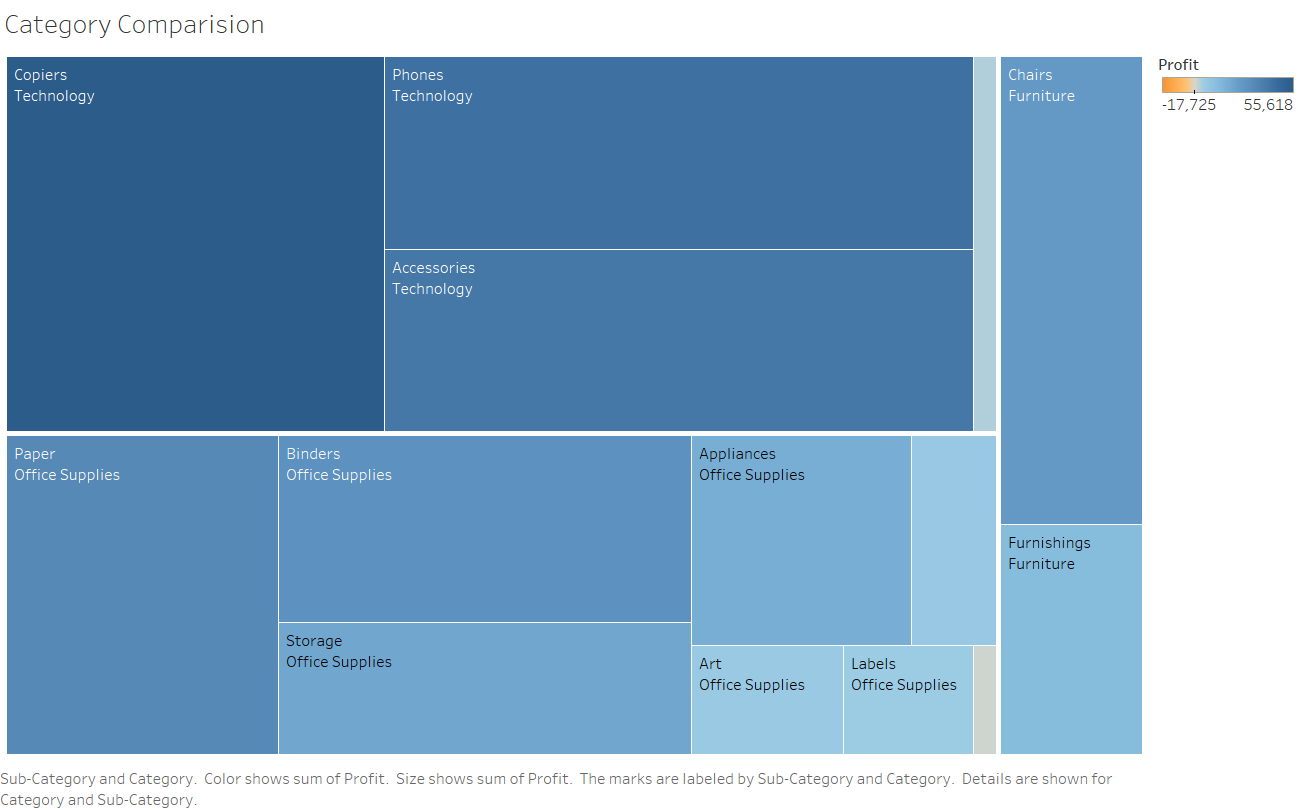 Category Comparision
Copiers
Technology
Phones
Technology
Accessories
Technology
Chairs
Furniture
Furnishings
Furniture
Paper
Office Supplies
Binders
Office Supplies
Storage
Office Supplies
Appliances
Office Supplies
Art
Office Supplies
Labels
Office Supplies
Profit
-17,725 55,618
Sub-Category and Category. Color shows sum of Profit. Size shows sum of Profit. The marks are labeled by Sub-Category and Category. Details are shown for
Category and Sub-Category.